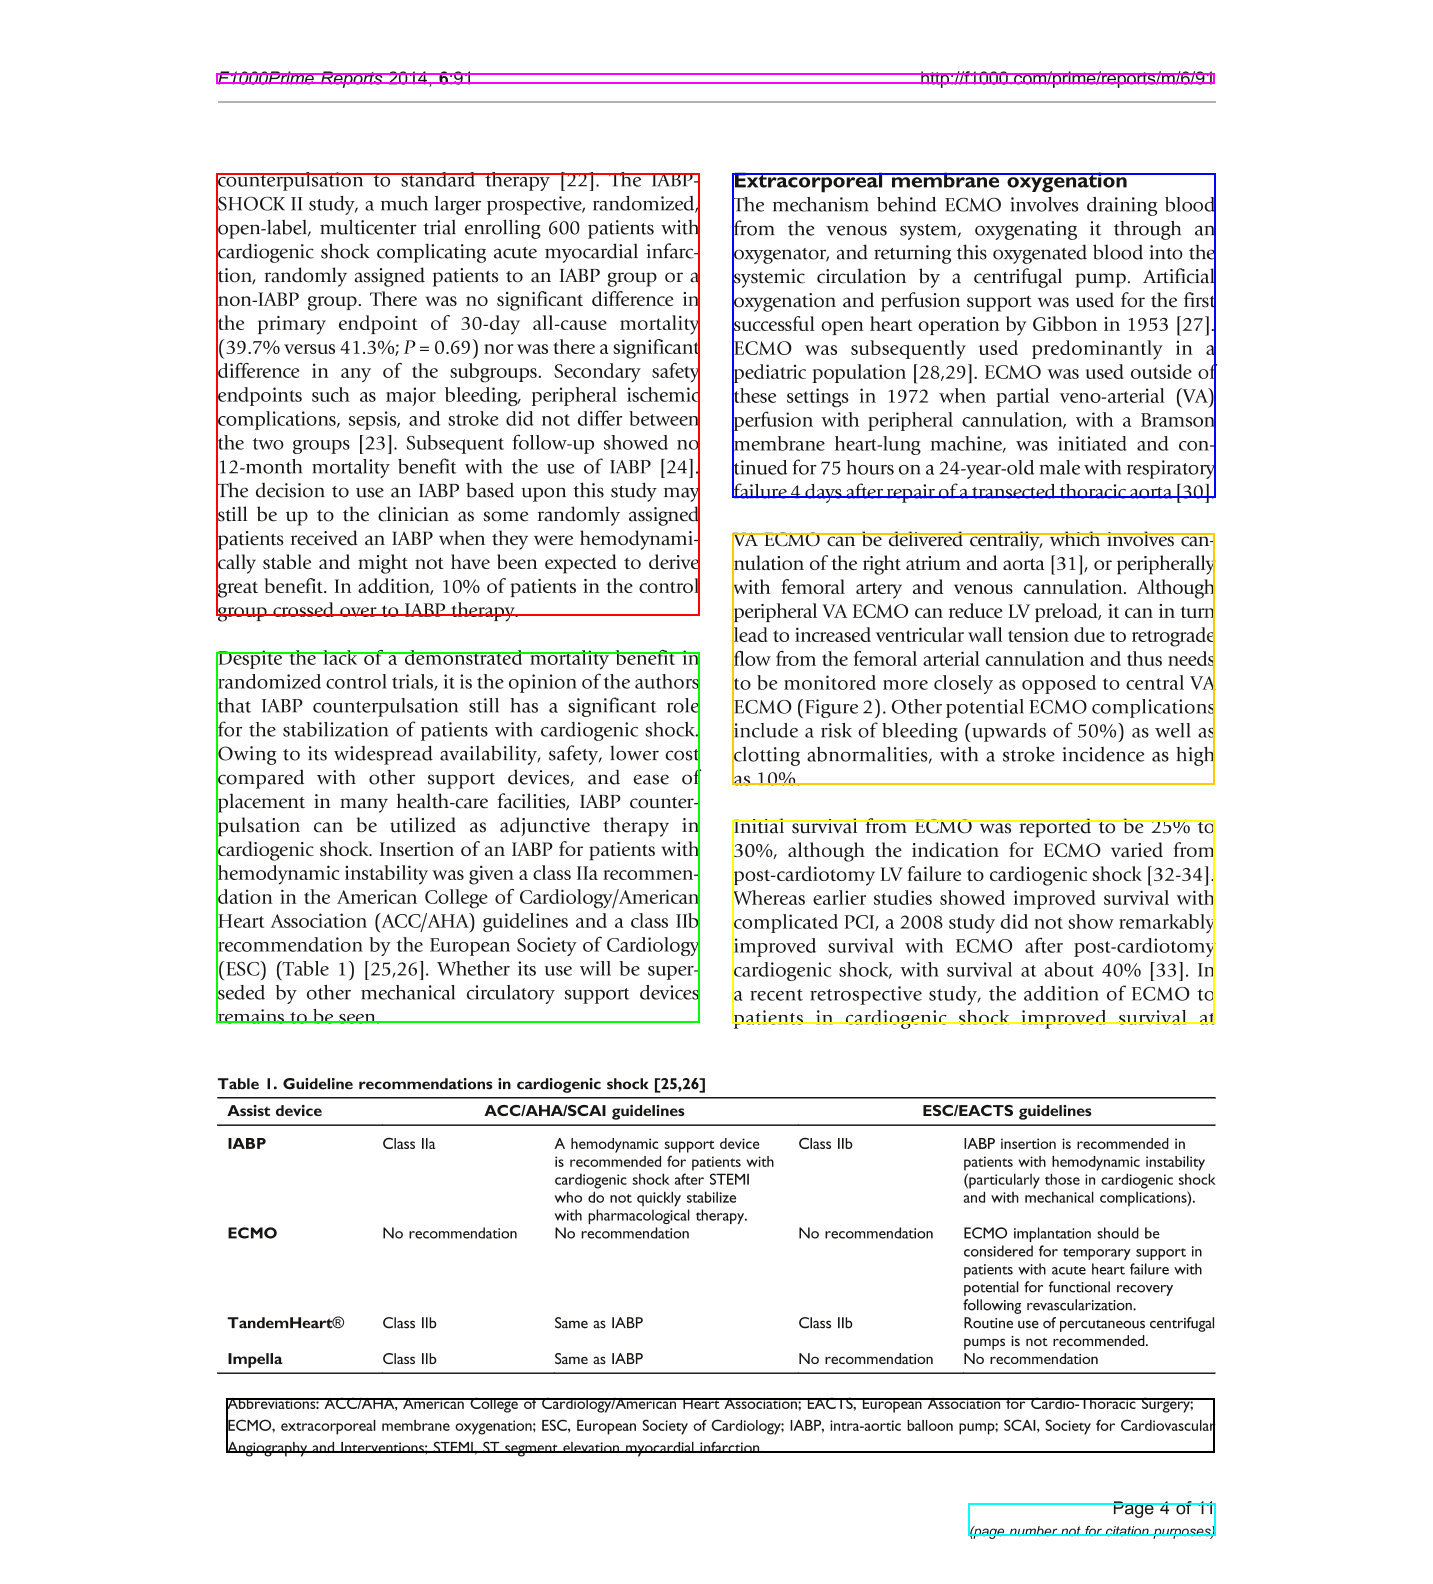 F1000Prime Reports 2014, 6:91
http://f1000.com/prime/reports/m/6/91
counterpulsation to standard therapy [22]. The IABP-
SHOCK II study, a much larger prospective, randomized,
open-label, multicenter trial enrolling 600 patients with
cardiogenic shock complicating acute myocardial infarc-
tion, randomly assigned patients to an IABP group or a
non-IABP group. There was no significant difference in
the primary endpoint of 30-day all-cause mortality
(39.7% versus 41.3%; P = 0.69) nor was there a significant
difference in any of the subgroups. Secondary safety
endpoints such as major bleeding, peripheral ischemic
complications, sepsis, and stroke did not differ between
the two groups [23]. Subsequent follow-up showed no
12-month mortality benefit with the use of IABP [24].
The decision to use an IABP based upon this study may
still be up to the clinician as some randomly assigned
patients received an IABP when they were hemodynami-
cally stable and might not have been expected to derive
great benefit. In addition, 10% of patients in the control
group crossed over to IABP therapy.
Despite the lack of a demonstrated mortality benefit in
randomized control trials, it is the opinion of the authors
that IABP counterpulsation still has a significant role
for the stabilization of patients with cardiogenic shock.
Owing to its widespread availability, safety, lower cost
compared with other support devices, and ease of
placement in many health-care facilities, IABP counter-
pulsation can be utilized as adjunctive therapy in
cardiogenic shock. Insertion of an IABP for patients with
hemodynamic instability was given a class IIa recommen-
dation in the American College of Cardiology/American
Heart Association (ACC/AHA) guidelines and a class IIb
recommendation by the European Society of Cardiology
(ESC) (Table 1) [25,26]. Whether its use will be super-
seded by other mechanical circulatory support devices
remains to be seen.
Extracorporeal membrane oxygenation
The mechanism behind ECMO involves draining blood
from the venous system, oxygenating it through an
oxygenator, and returning this oxygenated blood into the
systemic circulation by a centrifugal pump. Artificial
oxygenation and perfusion support was used for the first
successful open heart operation by Gibbon in 1953 [27].
ECMO was subsequently used predominantly in a
pediatric population [28,29]. ECMO was used outside of
these settings in 1972 when partial veno-arterial (VA)
perfusion with peripheral cannulation, with a Bramson
membrane heart-lung machine, was initiated and con-
tinued for 75 hours on a 24-year-old male with respiratory
failure 4 days after repair of a transected thoracic aorta [30].
VA ECMO can be delivered centrally, which involves can-
nulation of the right atrium and aorta [31], or peripherally
with femoral artery and venous cannulation. Although
peripheral VA ECMO can reduce LV preload, it can in turn
lead to increased ventricular wall tension due to retrograde
flow from the femoral arterial cannulation and thus needs
to be monitored more closely as opposed to central VA
ECMO (Figure 2). Other potential ECMO complications
include a risk of bleeding (upwards of 50%) as well as
clotting abnormalities, with a stroke incidence as high
as 10%.
Initial survival from ECMO was reported to be 25% to
30%, although the indication for ECMO varied from
post-cardiotomy LV failure to cardiogenic shock [32-34].
Whereas earlier studies showed improved survival with
complicated PCI, a 2008 study did not show remarkably
improved survival with ECMO after post-cardiotomy
cardiogenic shock, with survival at about 40% [33]. In
a recent retrospective study, the addition of ECMO to
patients in cardiogenic shock improved survival at
Table 1. Guideline recommendations in cardiogenic shock [25,26]
Assist device ACC/AHA/SCAI guidelines ESC/EACTS guidelines
IABP Class IIa A hemodynamic support device Class IIb IABP insertion is recommended in
is recommended for patients with patients with hemodynamic instability
cardiogenic shock after STEMI (particularly those in cardiogenic shock
who do not quickly stabilize and with mechanical complications).
with pharmacological therapy.
ECMO No recommendation No recommendation No recommendation ECMO implantation should be
considered for temporary support in
patients with acute heart failure with
potential for functional recovery
following revascularization.
TandemHeart® Class IIb Same as IABP Class IIb Routine use of percutaneous centrifugal
pumps is not recommended.
Impella Class IIb Same as IABP No recommendation No recommendation
Abbreviations: ACC/AHA, American College of Cardiology/American Heart Association; EACTS, European Association for Cardio-Thoracic Surgery;
ECMO, extracorporeal membrane oxygenation; ESC, European Society of Cardiology; IABP, intra-aortic balloon pump; SCAI, Society for Cardiovascular
Angiography and Interventions; STEMI, ST segment elevation myocardial infarction.
Page 4 of 11
(page number not for citation purposes)